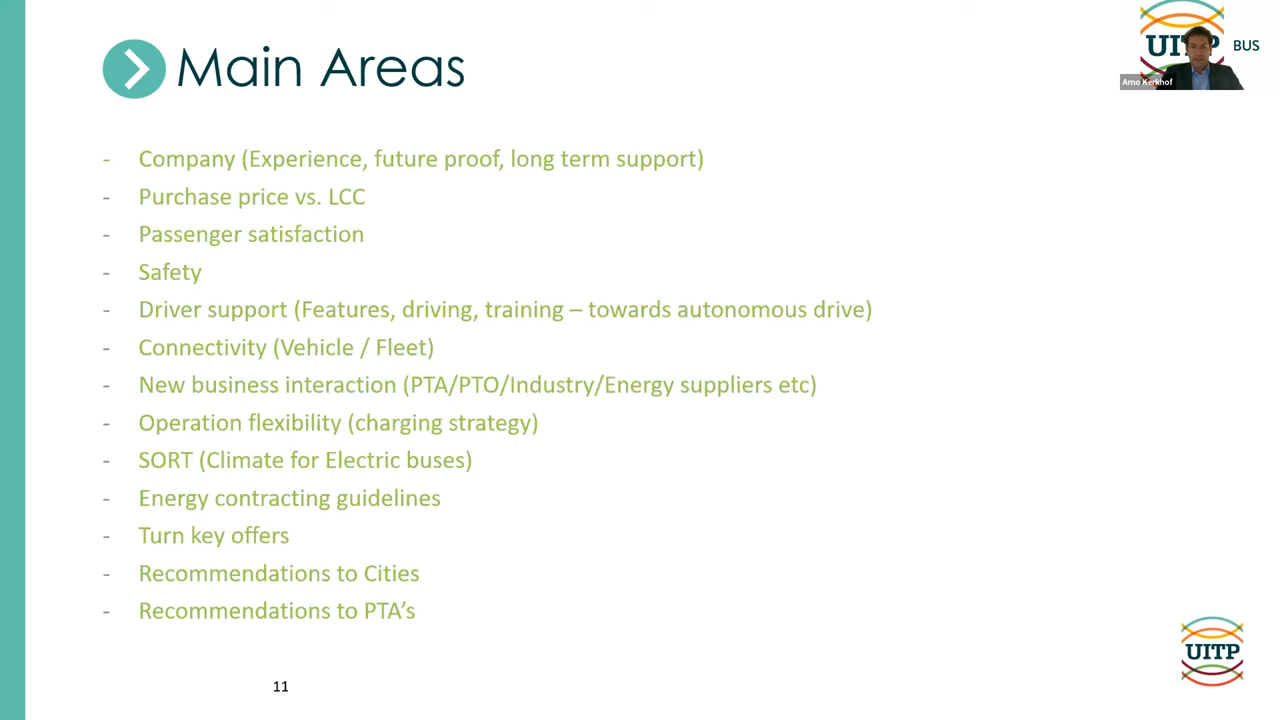 Main Areas
UITP BUS
Arno Kerkhof
- Company (Experience, future proof, long term support)
- Purchase price vs. LCC
- Passenger satisfaction
- Safety
- Driver support (Features, driving, training – towards autonomous drive)
- Connectivity (Vehicle / Fleet)
- New business interaction (PTA/PTO/Industry/Energy suppliers etc)
- Operation flexibility (charging strategy)
- SORT (Climate for Electric buses)
- Energy contracting guidelines
- Turn key offers
- Recommendations to Cities
- Recommendations to PTA’s
UITP
11